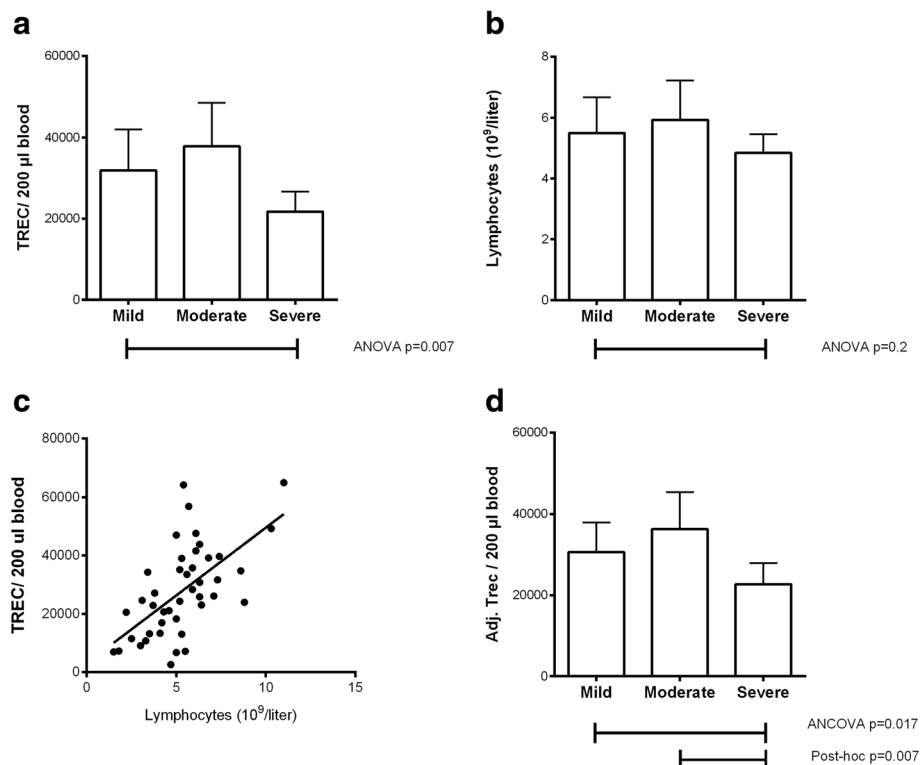 a
TREC/ 200 µl blood
60000
40000
20000
0
Mild Moderate Severe
ANOVA p=0.007
b
Lymphocytes (10⁹/liter)
8
6
4
2
0
Mild Moderate Severe
ANOVA p=0.2
c
TREC/ 200 ul blood
80000
60000
40000
20000
0
0 5 10 15
Lymphocytes (10⁹/liter)
d
Adj. Trec / 200 µl blood
60000
40000
20000
0
Mild Moderate Severe
ANCOVA p=0.017
Post-hoc p=0.007